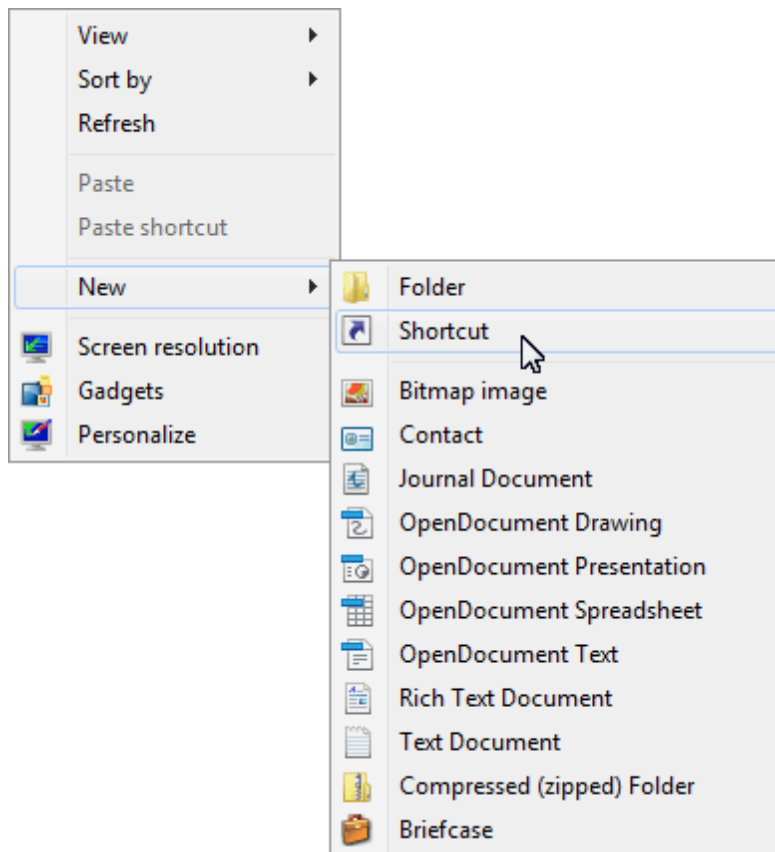 View
Sort by
Refresh
Paste
Paste shortcut
New
Screen resolution
Gadgets
Personalize
Folder
Shortcut
Bitmap image
Contact
Journal Document
OpenDocument Drawing
OpenDocument Presentation
OpenDocument Spreadsheet
OpenDocument Text
Rich Text Document
Text Document
Compressed (zipped) Folder
Briefcase